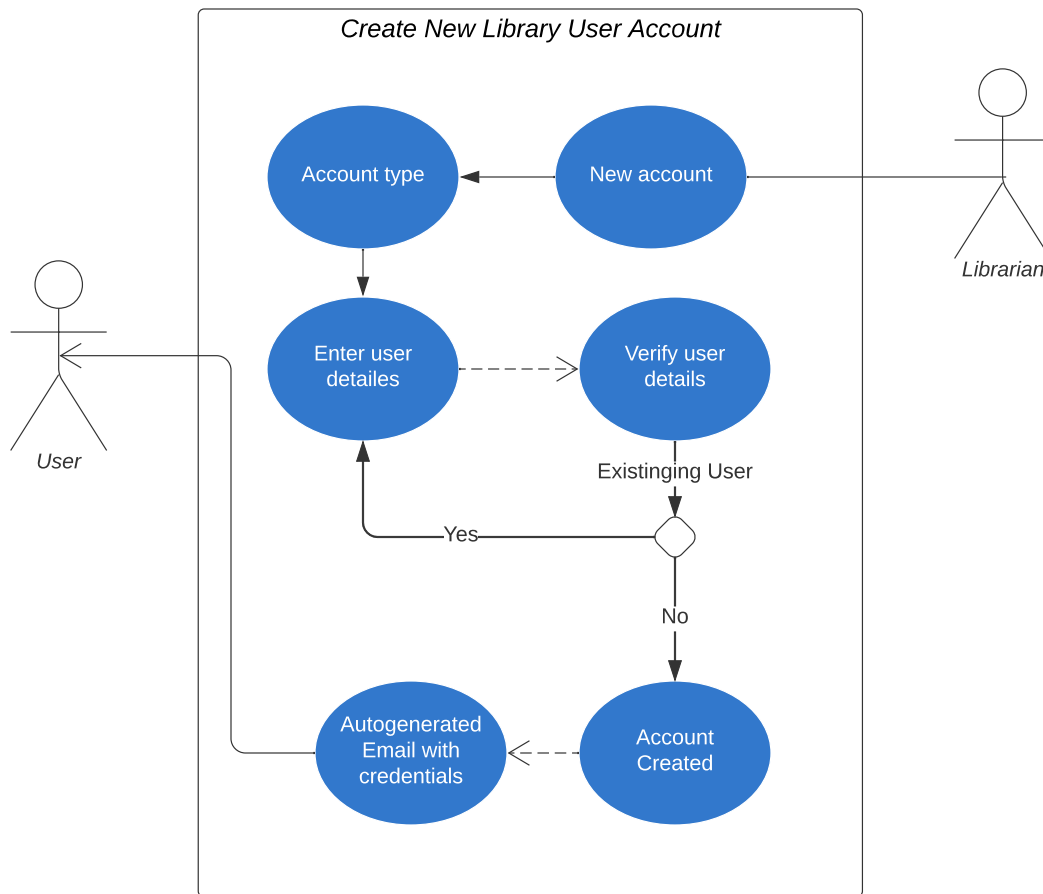 Create New Library User Account
Account type
New account
Librarian
Enter user
detailes
Verify user
details
User
Existinging User
Yes
No
Autogenerated
Email with
credentials
Account
Created